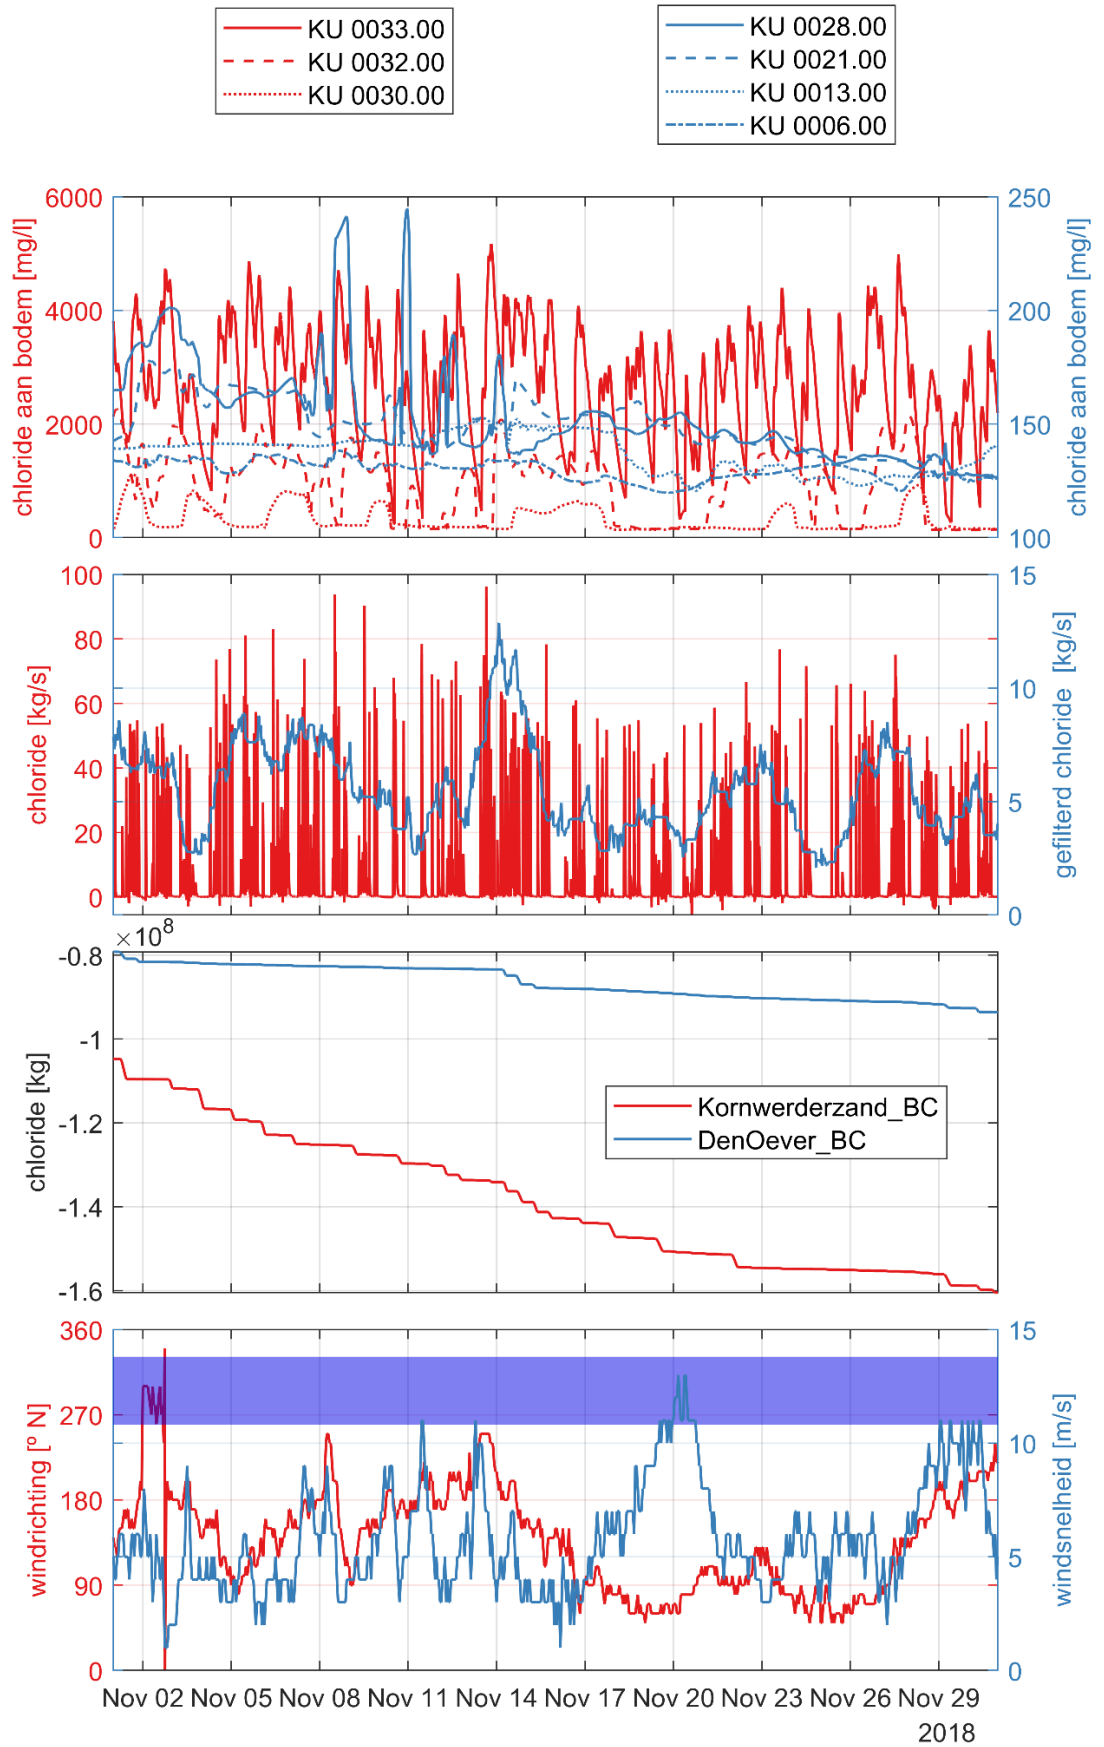 KU 0033.00
KU 0032.00
KU 0030.00
KU 0028.00
KU 0021.00
KU 0013.00
KU 0006.00
6000
4000
2000
0
chloride aan bodem [mg/l]
250
200
150
100
chloride aan bodem [mg/l]
100
80
60
40
20
0
chloride [kg/s]
15
10
5
0
gefilterd chloride [kg/s]
×10⁸
-0.8
-1
-1.2
-1.4
-1.6
chloride [kg]
Kornwerderzand_BC
DenOever_BC
360
270
180
90
0
windrichting [° N]
15
10
5
0
windsnelheid [m/s]
Nov 02 Nov 05 Nov 08 Nov 11 Nov 14 Nov 17 Nov 20 Nov 23 Nov 26 Nov 29
2018